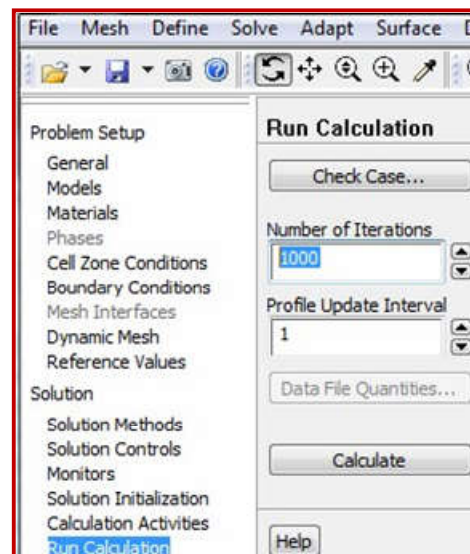 File Mesh Define Solve Adapt Surface
Problem Setup
General
Models
Materials
Phases
Cell Zone Conditions
Boundary Conditions
Mesh Interfaces
Dynamic Mesh
Reference Values
Solution
Solution Methods
Solution Controls
Monitors
Solution Initialization
Calculation Activities
Run Calculation
Run Calculation
Check Case...
Number of Iterations
1000
Profile Update Interval
1
Data File Quantities...
Calculate
Help